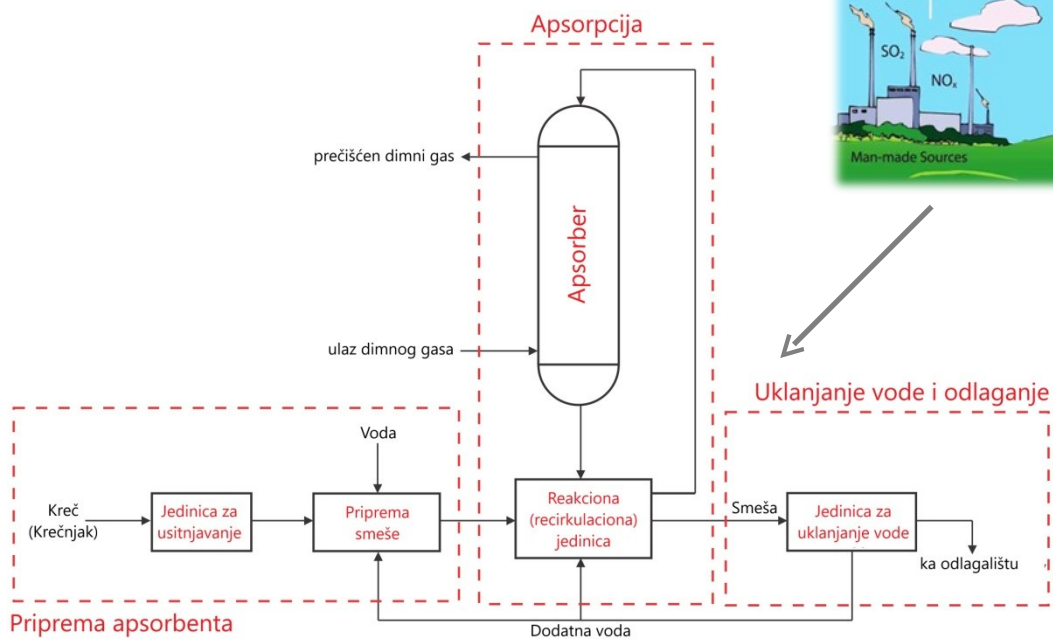 Apsorpcija
SO2
NOx
Man-made Sources
prečišćen dimni gas
Apsorber
ulaz dimnog gasa
Uklanjanje vode i odlaganje
Voda
Kreč
(Krečnjak)
Jedinica za
usitnjavanje
Priprema
smeše
Reakciona
(recirkulaciona)
jedinica
Smeša
Jedinica za
uklanjanje vode
ka odlagalištu
Priprema apsorbenta
Dodatna voda